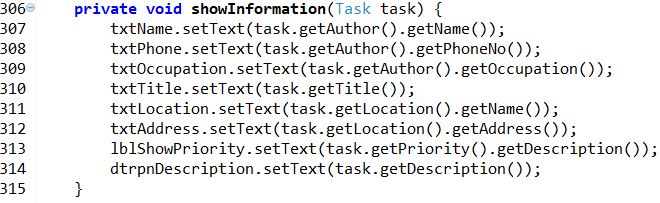 306 private void showInformation(Task task) {
307 txtName.setText(task.getAuthor().getName());
308 txtPhone.setText(task.getAuthor().getPhoneNo());
309 txtOccupation.setText(task.getAuthor().getOccupation());
310 txtTitle.setText(task.getTitle());
311 txtLocation.setText(task.getLocation().getName());
312 txtAddress.setText(task.getLocation().getAddress());
313 lblShowPriority.setText(task.getPriority().getDescription());
314 dtrpnDescription.setText(task.getDescription());
315 }